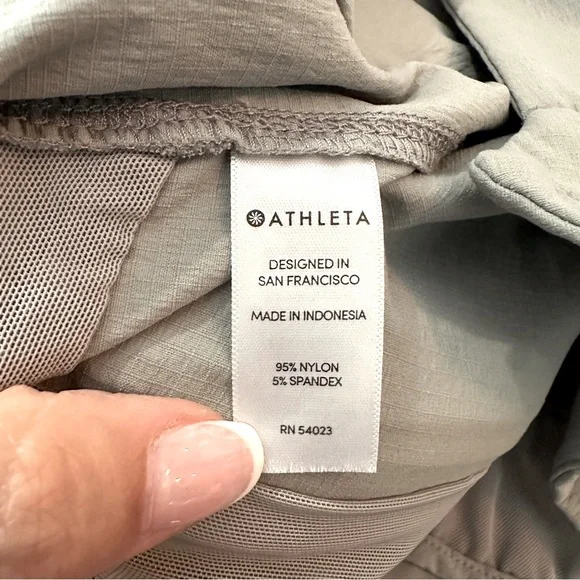 ATHLETA
DESIGNED IN
SAN FRANCISCO
MADE IN INDONESIA
95% NYLON
5% SPANDEX
RN 54023